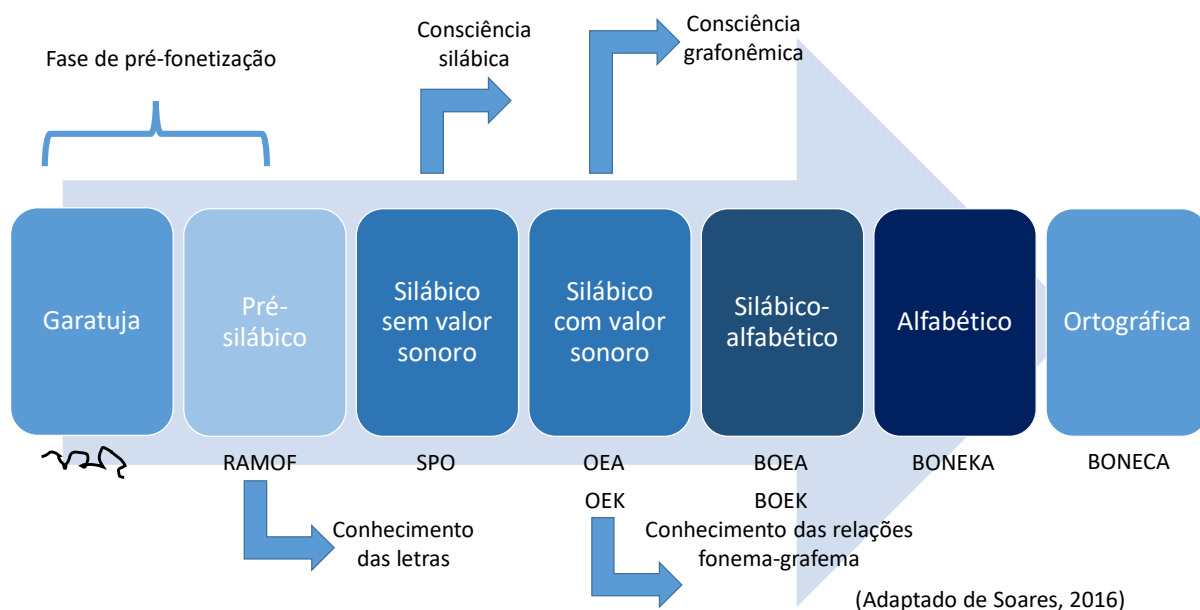 Fase de pré-fonetização
Consciência
silábica
Consciência
grafonêmica
Garatuja
Pré-
silábico
Silábico
sem valor
sonoro
Silábico
com valor
sonoro
Silábico-
alfabético
Alfabético
Ortográfica
RAMOF
SPO
OEA
BOEA
BONEKA
BONECA
OEK
BOEK
Conhecimento
das letras
Conhecimento das relações
fonema-grafema
(Adaptado de Soares, 2016)